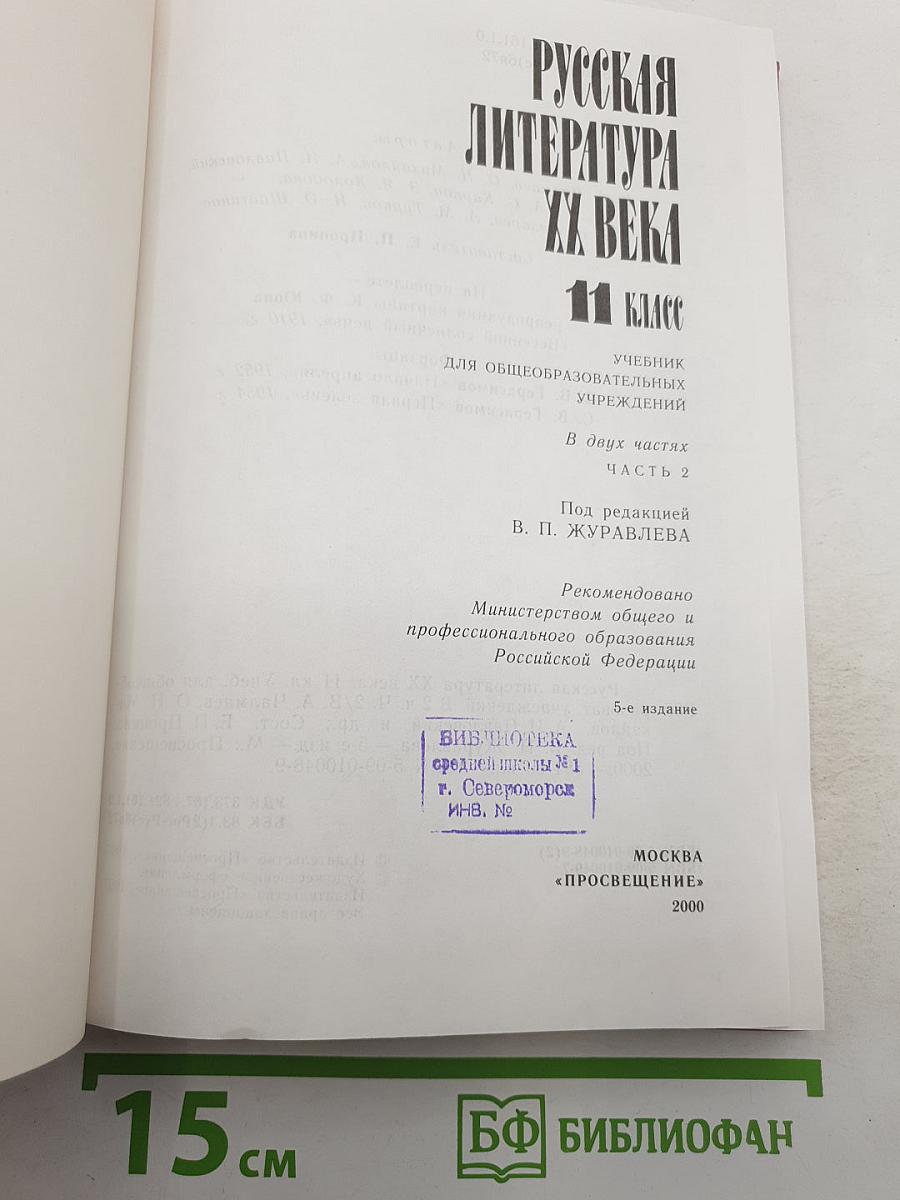 РУССКАЯ
ЛИТЕРАТУРА
XX ВЕКА
11 КЛАСС
УЧЕБНИК
ДЛЯ ОБЩЕОБРАЗОВАТЕЛЬНЫХ
УЧРЕЖДЕНИЙ
В двух частях
ЧАСТЬ 2
Под редакцией
В. П. ЖУРАВЛЕВА
Рекомендовано
Министерством общего и
профессионального образования
Российской Федерации
5-е издание
БИБЛИОТЕКА
средней школы №1
г. Североморск
ИНВ. №
МОСКВА
«ПРОСВЕЩЕНИЕ»
2000
15 см
БФ БИБЛИОФАН